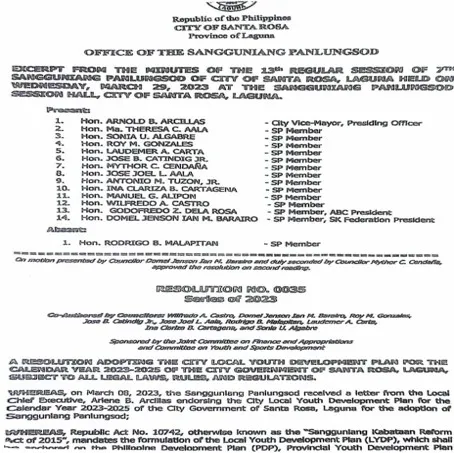 Republic of the Philippines
CITY OF SANTA ROSA
Province of Laguna
OFFICE OF THE SANGGUNIANG PANLUNGSOD
EXCERPT FROM THE MINUTES OF THE 13th REGULAR SESSION OF 7TH
SANGGUNIANG PANLUNGSOD OF CITY OF SANTA ROSA, LAGUNA HELD ON
WEDNESDAY, MARCH 29, 2023 AT THE SANGGUNIANG PANLUNGSOD
SESSION HALL, CITY OF SANTA ROSA, LAGUNA.
Present:
1. Hon. ARNOLD B. ARCILLAS - City Vice-Mayor, Presiding Officer
2. Hon. Ma. THERESA C. AALA - SP Member
3. Hon. SONIA U. ALGABRE - SP Member
4. Hon. ROY M. GONZALES - SP Member
5. Hon. LAUDEMER A. CARTA - SP Member
6. Hon. JOSE B. CATINDIG JR. - SP Member
7. Hon. MYTHOR C. CENDAÑA - SP Member
8. Hon. JOSE JOEL L. AALA - SP Member
9. Hon. ANTONIO M. TUZON, JR. - SP Member
10. Hon. INA CLARIZA B. CARTAGENA - SP Member
11. Hon. MANUEL G. ALIPON - SP Member
12. Hon. WILFREDO A. CASTRO - SP Member
13. Hon. GODOFREDO Z. DELA ROSA - SP Member, ABC President
14. Hon. DOMEL JENSON IAN M. BARAIRO - SP Member, SK Federation President
Absent:
1. Hon. RODRIGO B. MALAPITAN - SP Member
On motion presented by Councilor Domel Jenson Ian M. Barairo and duly seconded by Councilor Mythor C. Cendaña,
approved the resolution on second reading.
RESOLUTION NO. 0035
Series of 2023
Co-Authored by Councilors: Wilfredo A. Castro, Domel Jenson Ian M. Barairo, Roy M. Gonzales,
Jose B. Catindig Jr., Jose Joel L. Aala, Rodrigo B. Malapitan, Laudemer A. Carta,
Ina Clariza B. Cartagena, and Sonia U. Algabre
Sponsored by the Joint Committee on Finance and Appropriations
and Committee on Youth and Sports Development
A RESOLUTION ADOPTING THE CITY LOCAL YOUTH DEVELOPMENT PLAN FOR THE
CALENDAR YEAR 2023-2025 OF THE CITY GOVERNMENT OF SANTA ROSA, LAGUNA,
SUBJECT TO ALL LEGAL LAWS, RULES, AND REGULATIONS.
WHEREAS, on March 08, 2023, the Sangguniang Panlungsod received a letter from the Local
Chief Executive, Arlene B. Arcillas endorsing the City Local Youth Development Plan for the
Calendar Year 2023-2025 of the City Government of Santa Rosa, Laguna for the adoption of
Sangguniang Panlungsod;
WHEREAS, Republic Act No. 10742, otherwise known as the "Sangguniang Kabataan Reform
Act of 2015", mandates the formulation of the Local Youth Development Plan (LYDP), which shall
be anchored on the Philippine Development Plan (PDP), Provincial Youth Development Plan